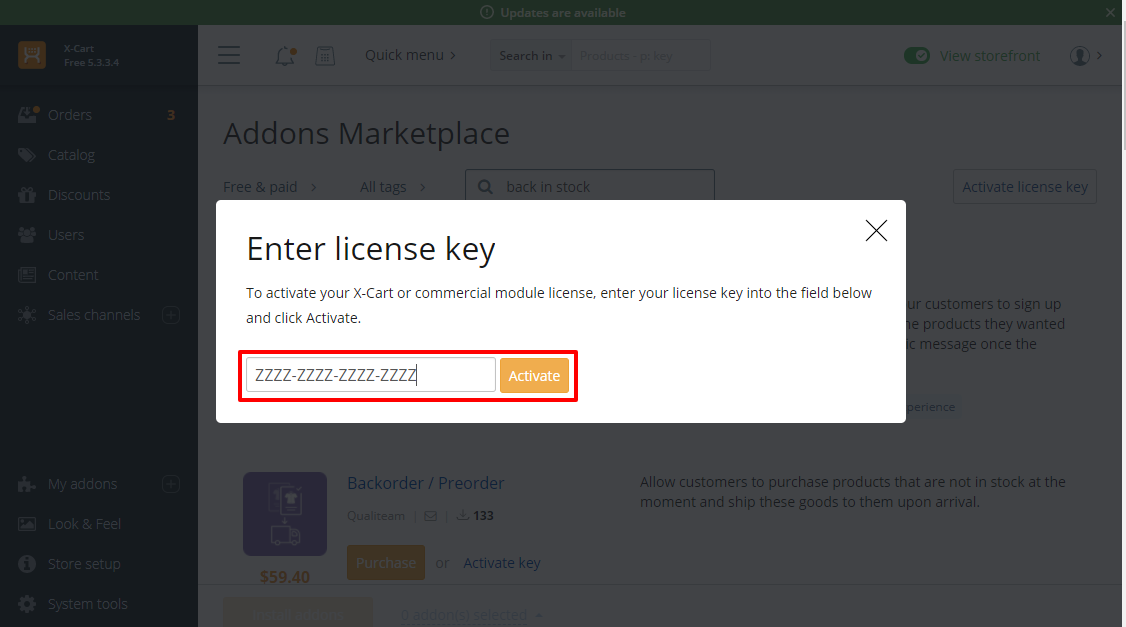 Updates are available
X-Cart
Free 5.3.3.4
Quick menu
Search in
Products - p: key
View storefront
Orders 3
Catalog
Discounts
Users
Content
Sales channels
My addons
Look & Feel
Store setup
System tools
Addons Marketplace
Free & paid
All tags
back in stock
Activate license key
Enter license key
To activate your X-Cart or commercial module license, enter your license key into the field below
and click Activate.
ZZZZ-ZZZZ-ZZZZ-ZZZZ
Activate
ur customers to sign up
e products they wanted
ic message once the
perience
Backorder / Preorder
Qualiteam | | 133
Purchase or Activate key
$59.40
Allow customers to purchase products that are not in stock at the
moment and ship these goods to them upon arrival.
Install addons
0 addon(s) selected